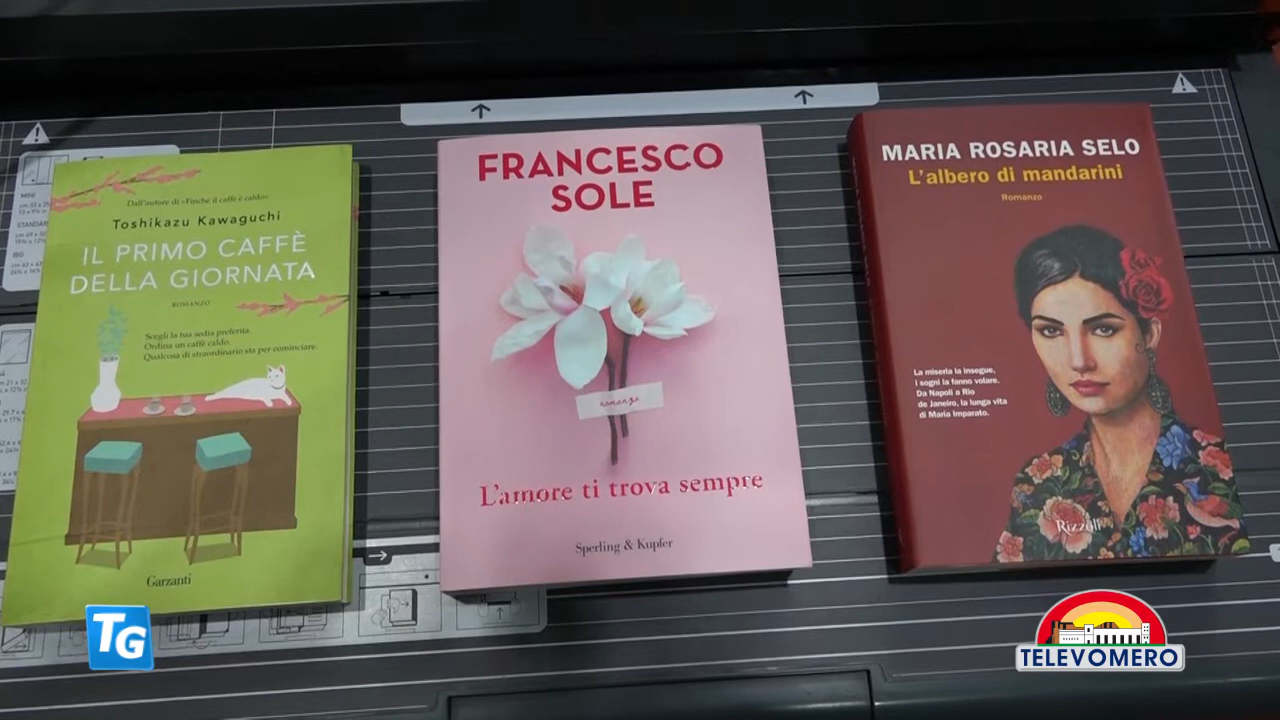 Dall'autore di «Finché il caffè è caldo»
Toshikazu Kawaguchi
IL PRIMO CAFFÈ
DELLA GIORNATA
ROMANZO
Scegli la tua sedia preferita.
Ordina un caffè caldo.
Qualcosa di straordinario sta per cominciare.
Garzanti
FRANCESCO
SOLE
romanzo
L'amore ti trova sempre
Sperling & Kupfer
MARIA ROSARIA SELO
L'albero di mandarini
Romanzo
La miseria la insegue,
i sogni la fanno volare.
Da Napoli a Rio
de Janeiro, la lunga vita
di Maria Imparato.
Rizzoli
MINI
STANDARD
BIG
TG
TELEVOMERO